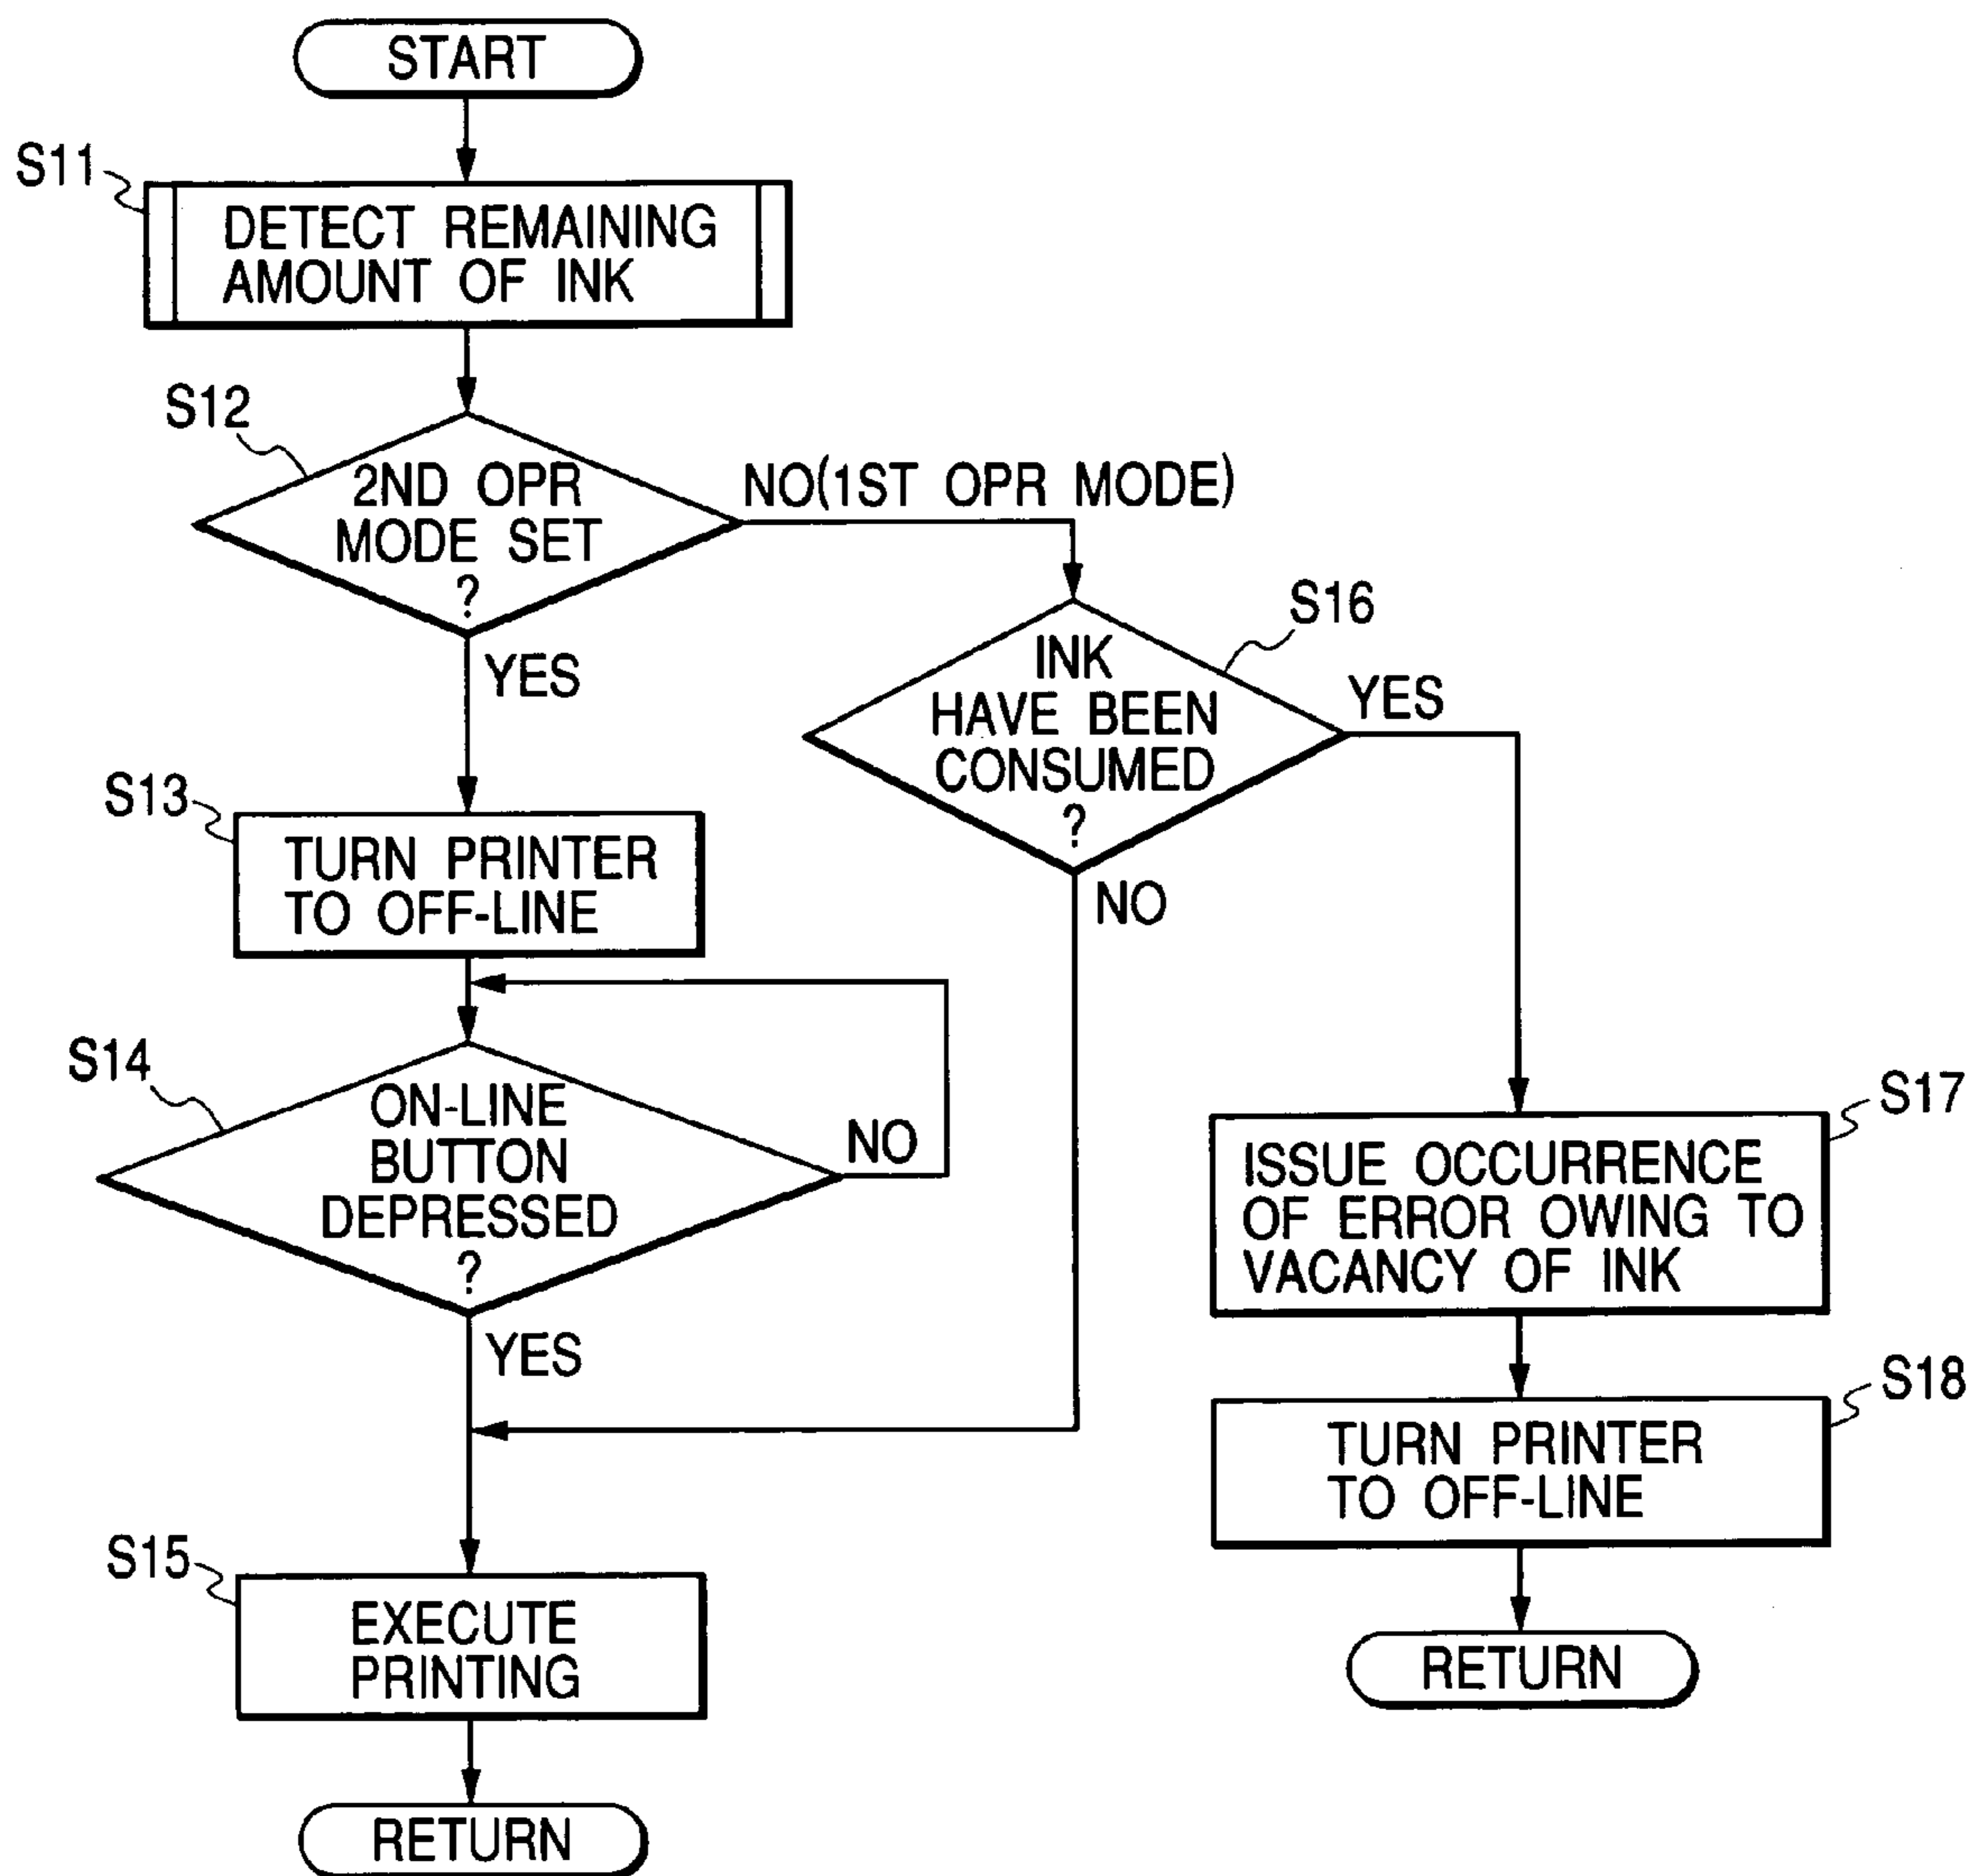 START
S11
DETECT REMAINING
AMOUNT OF INK
S12
2ND OPR
MODE SET
?
NO(1ST OPR MODE)
YES
S16
INK
HAVE BEEN
CONSUMED
?
YES
NO
S13
TURN PRINTER
TO OFF-LINE
S14
ON-LINE
BUTTON
DEPRESSED
?
NO
YES
S17
ISSUE OCCURRENCE
OF ERROR OWING TO
VACANCY OF INK
S18
TURN PRINTER
TO OFF-LINE
RETURN
S15
EXECUTE
PRINTING
RETURN